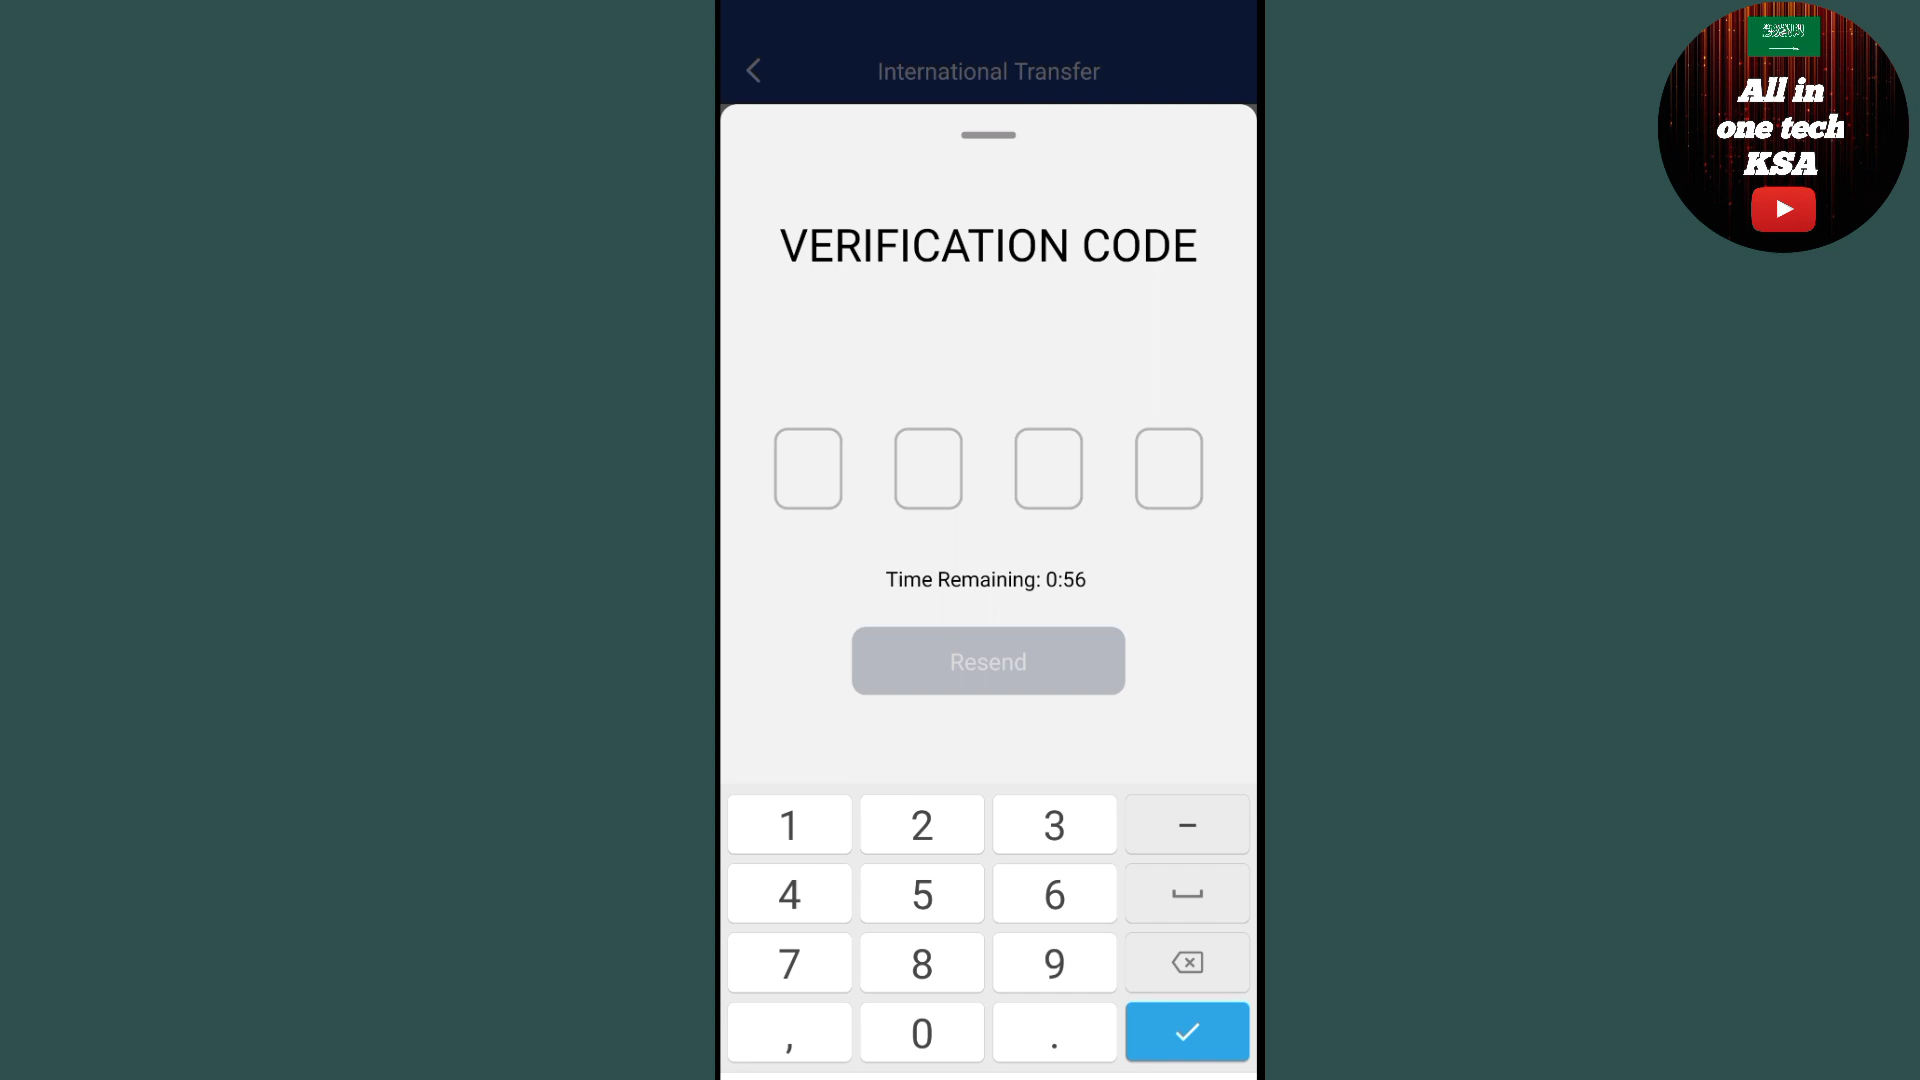 International Transfer
VERIFICATION CODE
Time Remaining: 0:56
Resend
1 2 3 -
4 5 6
7 8 9
, 0 .
All in
one tech
KSA